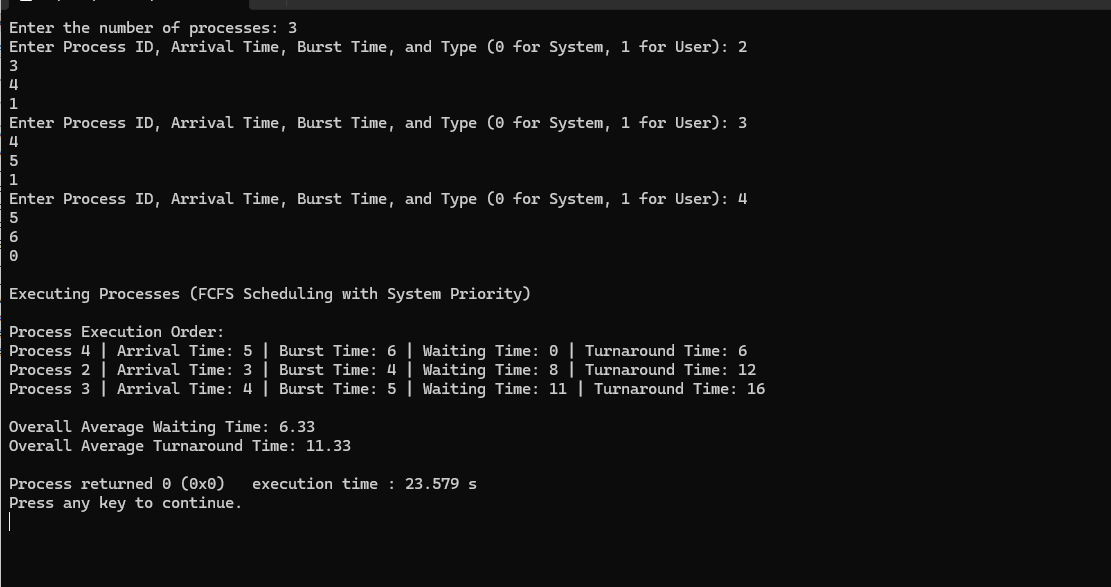 Enter the number of processes: 3
Enter Process ID, Arrival Time, Burst Time, and Type (0 for System, 1 for User): 2
3
4
1
Enter Process ID, Arrival Time, Burst Time, and Type (0 for System, 1 for User): 3
4
5
1
Enter Process ID, Arrival Time, Burst Time, and Type (0 for System, 1 for User): 4
5
6
0
Executing Processes (FCFS Scheduling with System Priority)
Process Execution Order:
Process 4 | Arrival Time: 5 | Burst Time: 6 | Waiting Time: 0 | Turnaround Time: 6
Process 2 | Arrival Time: 3 | Burst Time: 4 | Waiting Time: 8 | Turnaround Time: 12
Process 3 | Arrival Time: 4 | Burst Time: 5 | Waiting Time: 11 | Turnaround Time: 16
Overall Average Waiting Time: 6.33
Overall Average Turnaround Time: 11.33
Process returned 0 (0x0)   execution time : 23.579 s
Press any key to continue.